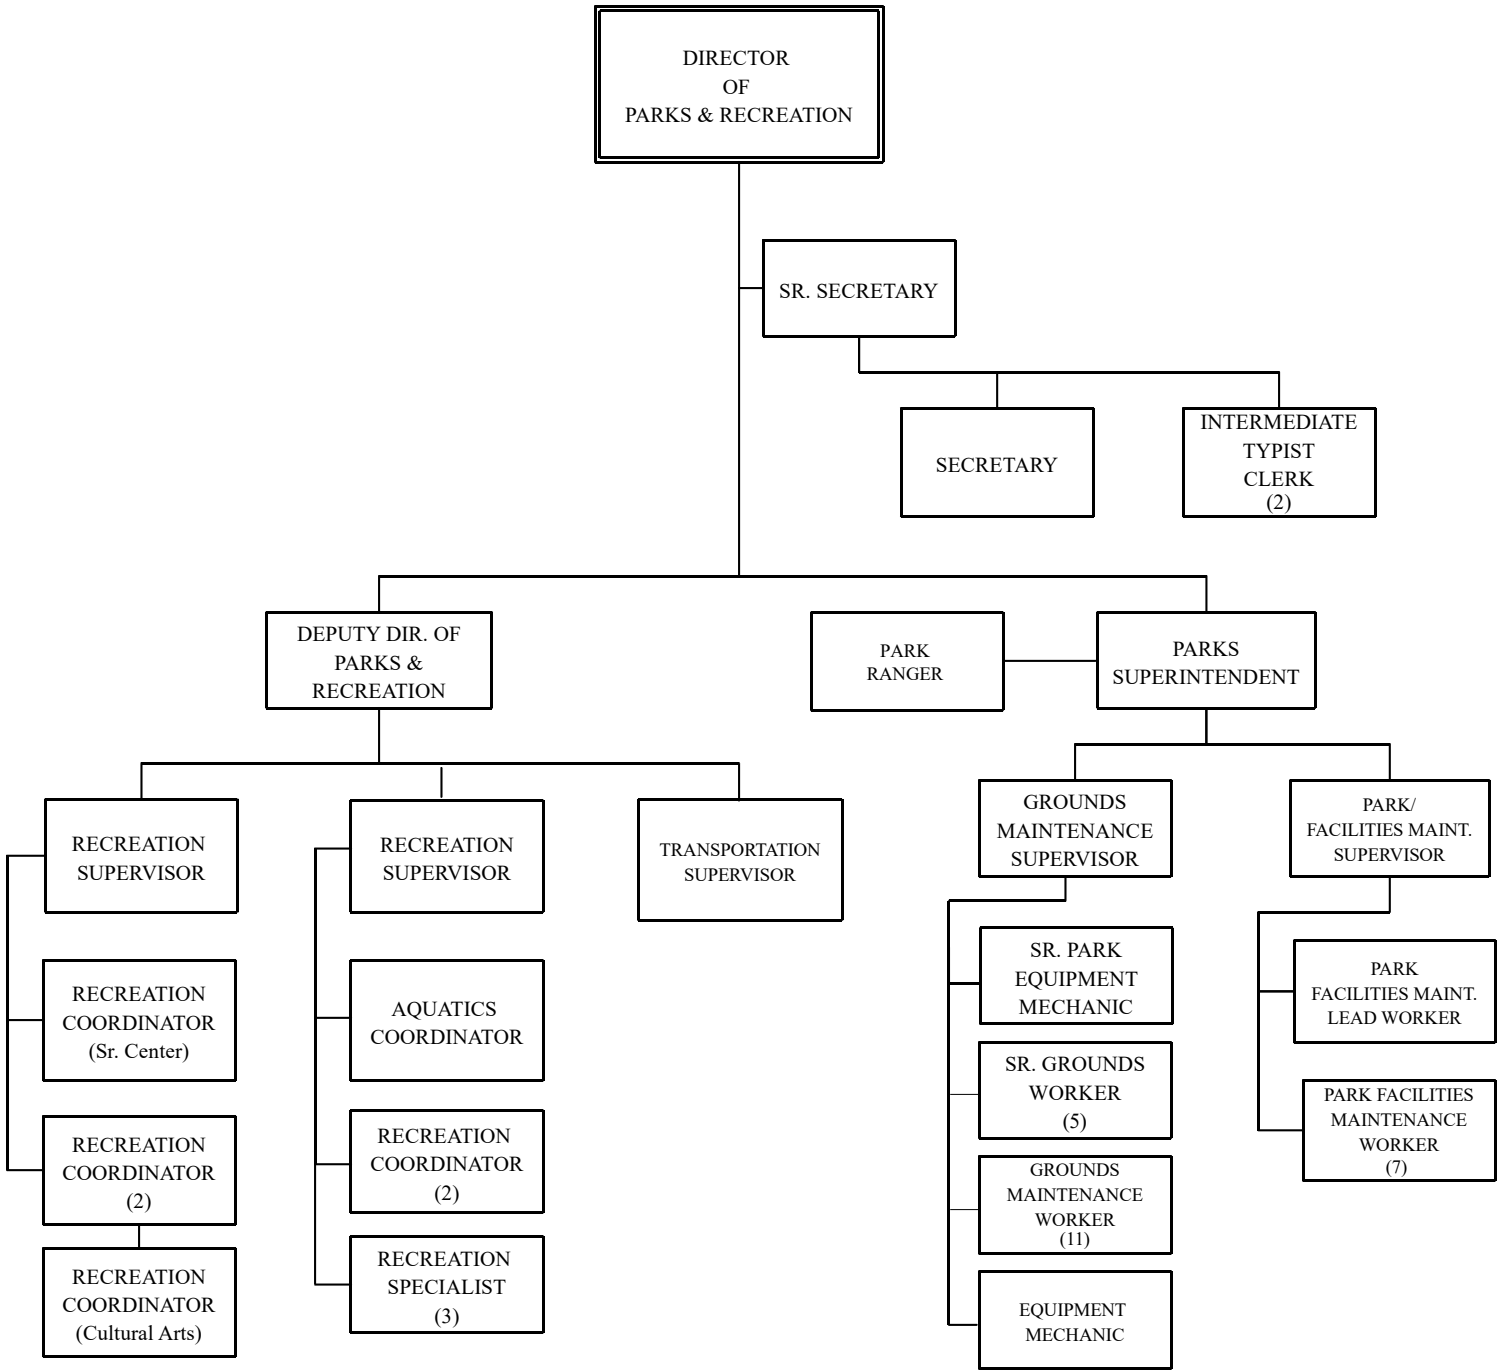 DIRECTOR
OF
PARKS & RECREATION
SR. SECRETARY
SECRETARY
INTERMEDIATE
TYPIST
CLERK
(2)
DEPUTY DIR. OF
PARKS &
RECREATION
PARK
RANGER
PARKS
SUPERINTENDENT
RECREATION
SUPERVISOR
RECREATION
SUPERVISOR
TRANSPORTATION
SUPERVISOR
GROUNDS
MAINTENANCE
SUPERVISOR
PARK/
FACILITIES MAINT.
SUPERVISOR
RECREATION
COORDINATOR
(Sr. Center)
RECREATION
COORDINATOR
(2)
RECREATION
COORDINATOR
(Cultural Arts)
AQUATICS
COORDINATOR
RECREATION
COORDINATOR
(2)
RECREATION
SPECIALIST
(3)
SR. PARK
EQUIPMENT
MECHANIC
SR. GROUNDS
WORKER
(5)
GROUNDS
MAINTENANCE
WORKER
(11)
EQUIPMENT
MECHANIC
PARK
FACILITIES MAINT.
LEAD WORKER
PARK FACILITIES
MAINTENANCE
WORKER
(7)